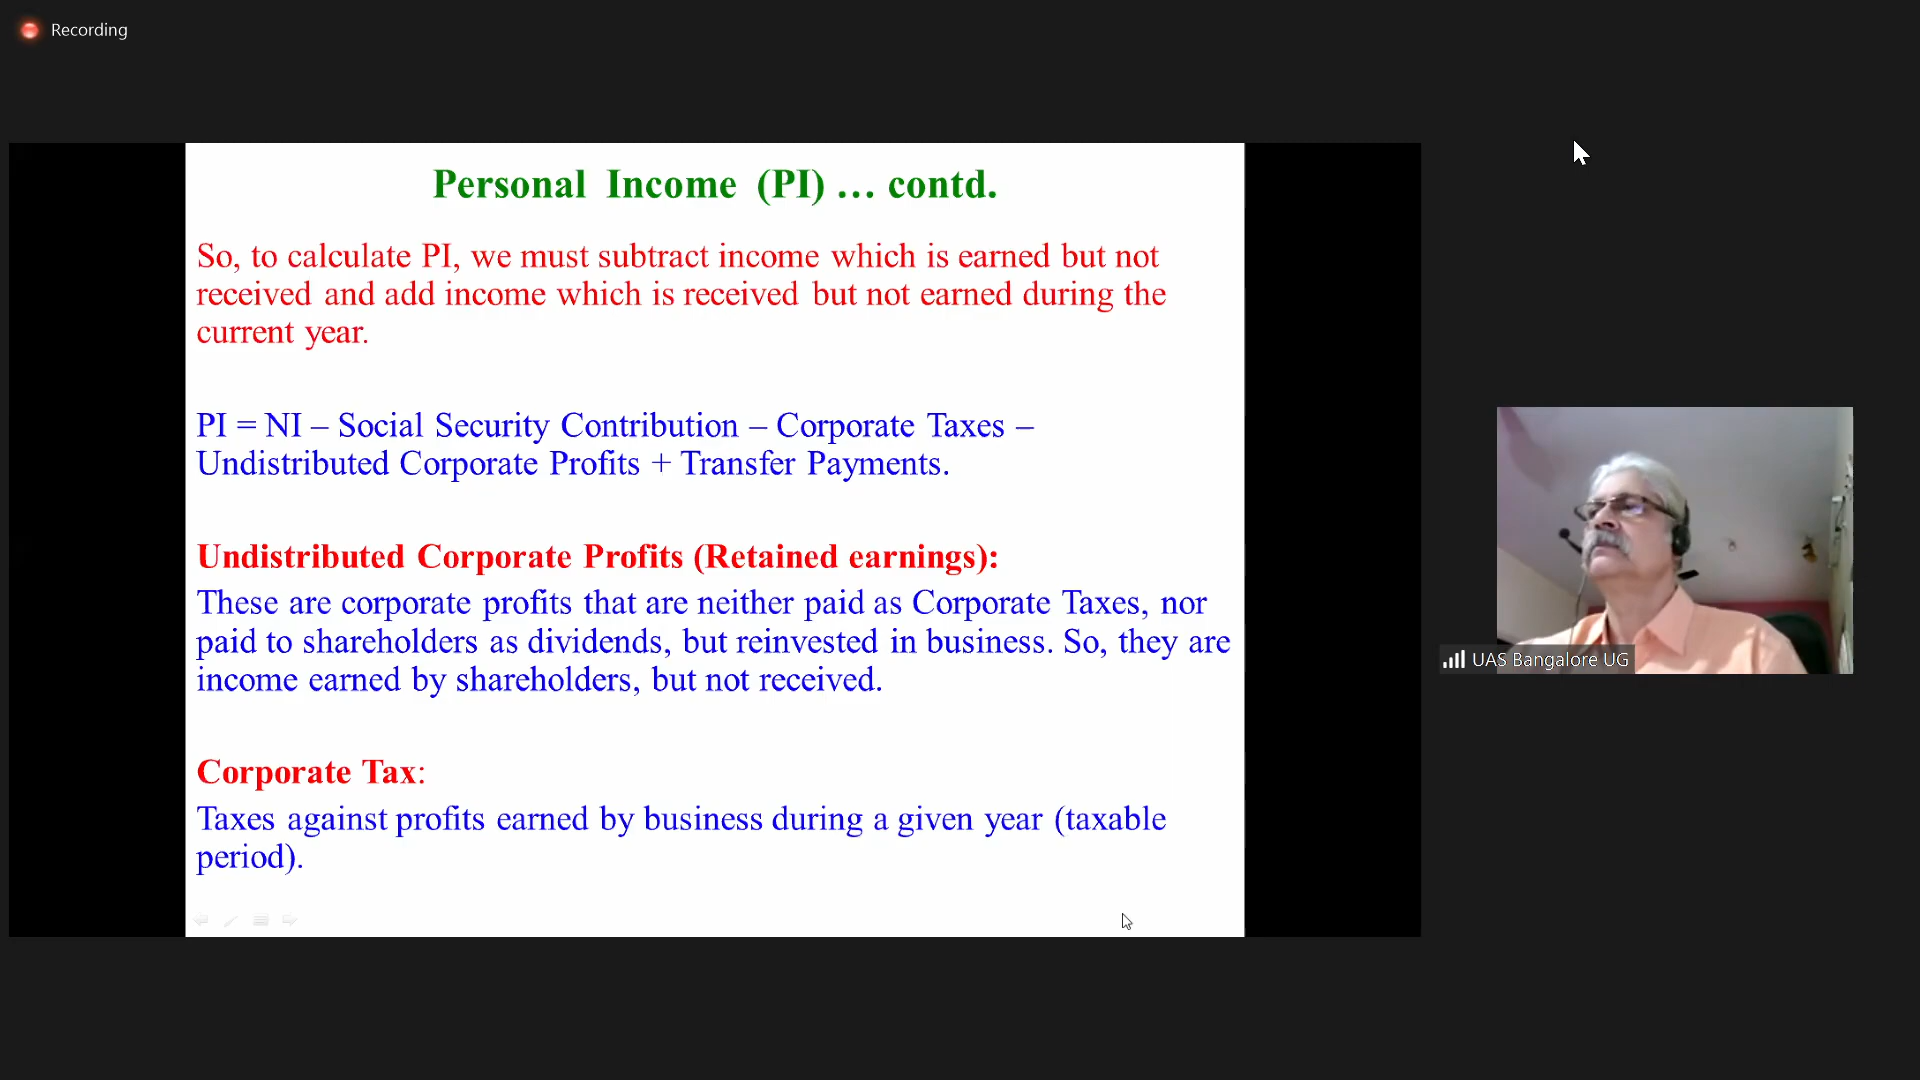 Recording
Personal Income (PI) … contd.
So, to calculate PI, we must subtract income which is earned but not
received and add income which is received but not earned during the
current year.
PI = NI – Social Security Contribution – Corporate Taxes –
Undistributed Corporate Profits + Transfer Payments.
Undistributed Corporate Profits (Retained earnings):
These are corporate profits that are neither paid as Corporate Taxes, nor
paid to shareholders as dividends, but reinvested in business. So, they are
income earned by shareholders, but not received.
Corporate Tax:
Taxes against profits earned by business during a given year (taxable
period).
UAS Bangalore UG